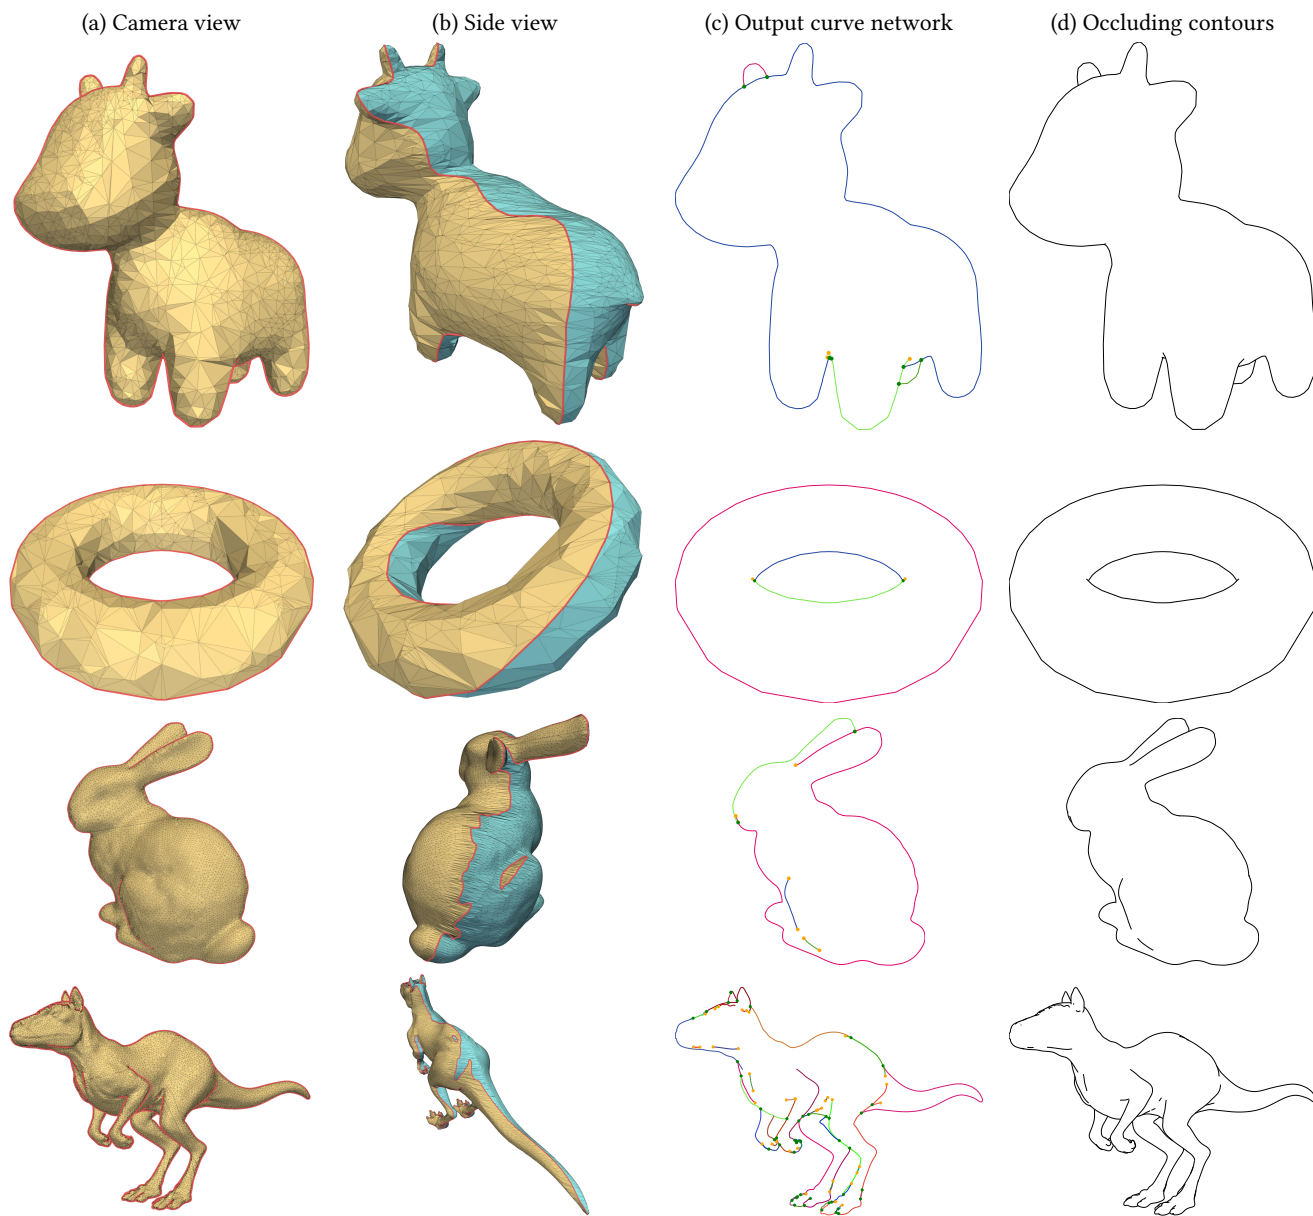 (a) Camera view
(b) Side view
(c) Output curve network
(d) Occluding contours